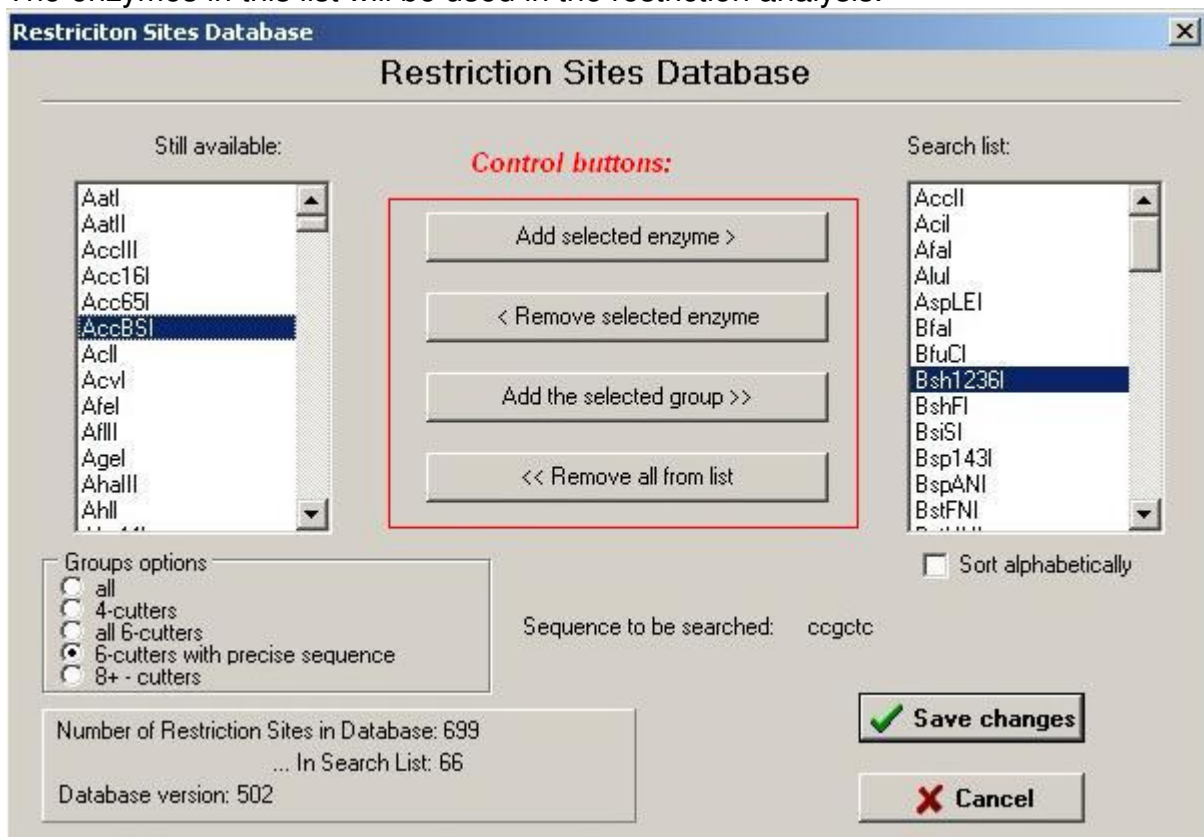 The enzymes in this list will be used in the restriction analysis.
Restriciton Sites Database
Restriction Sites Database
Still available:
Control buttons:
Search list:
AatI
AatII
AccIII
Acc16I
Acc65I
AccBSI
AclI
AcvI
AfeI
AflII
AgeI
AhaIII
AhlI
Add selected enzyme >
< Remove selected enzyme
Add the selected group >>
<< Remove all from list
AccII
AciI
AfaI
AluI
AspLEI
BfaI
BfuCI
Bsh1236I
BshFI
BsiSI
Bsp143I
BspANI
BstFNI
Sort alphabetically
Groups options
all
4-cutters
all 6-cutters
6-cutters with precise sequence
8+ - cutters
Sequence to be searched: ccgctc
Number of Restriction Sites in Database: 699
... In Search List: 66
Database version: 502
Save changes
Cancel